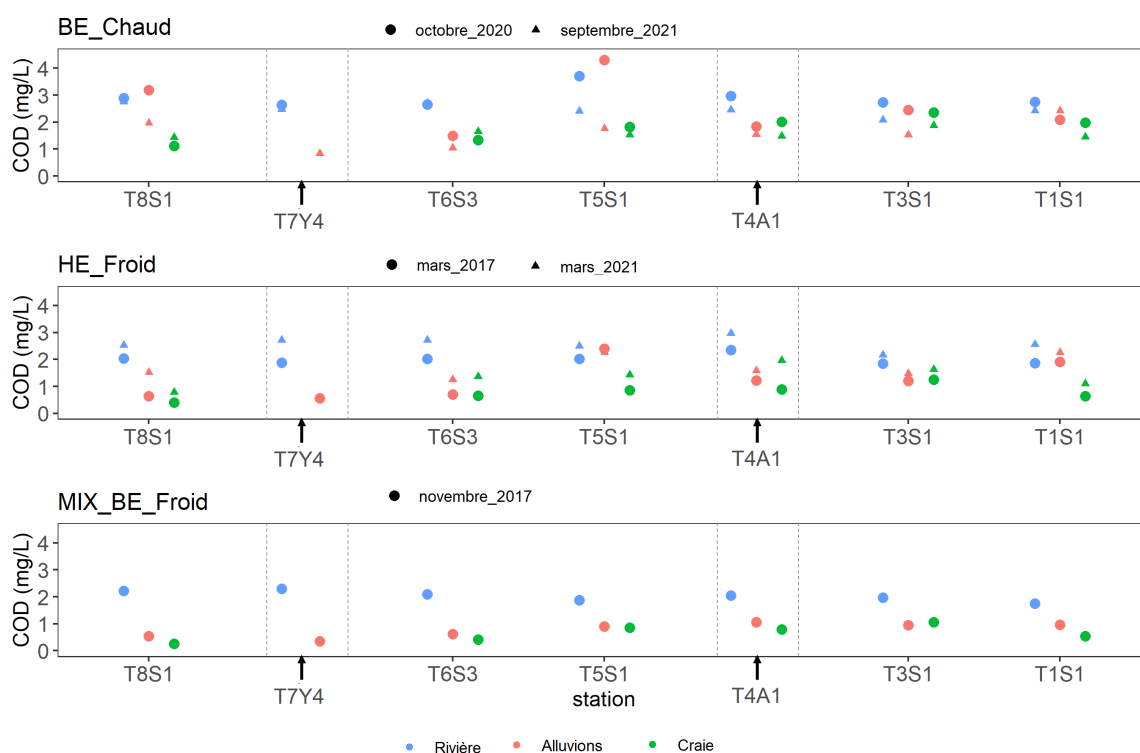 BE_Chaud
octobre_2020 septembre_2021
COD (mg/L)
4
3
2
1
0
T8S1 T7Y4 T6S3 T5S1 T4A1 T3S1 T1S1
HE_Froid
mars_2017 mars_2021
COD (mg/L)
4
3
2
1
0
T8S1 T7Y4 T6S3 T5S1 T4A1 T3S1 T1S1
MIX_BE_Froid
novembre_2017
COD (mg/L)
4
3
2
1
0
T8S1 T7Y4 T6S3 T5S1 T4A1 T3S1 T1S1
station
Rivière Alluvions Craie